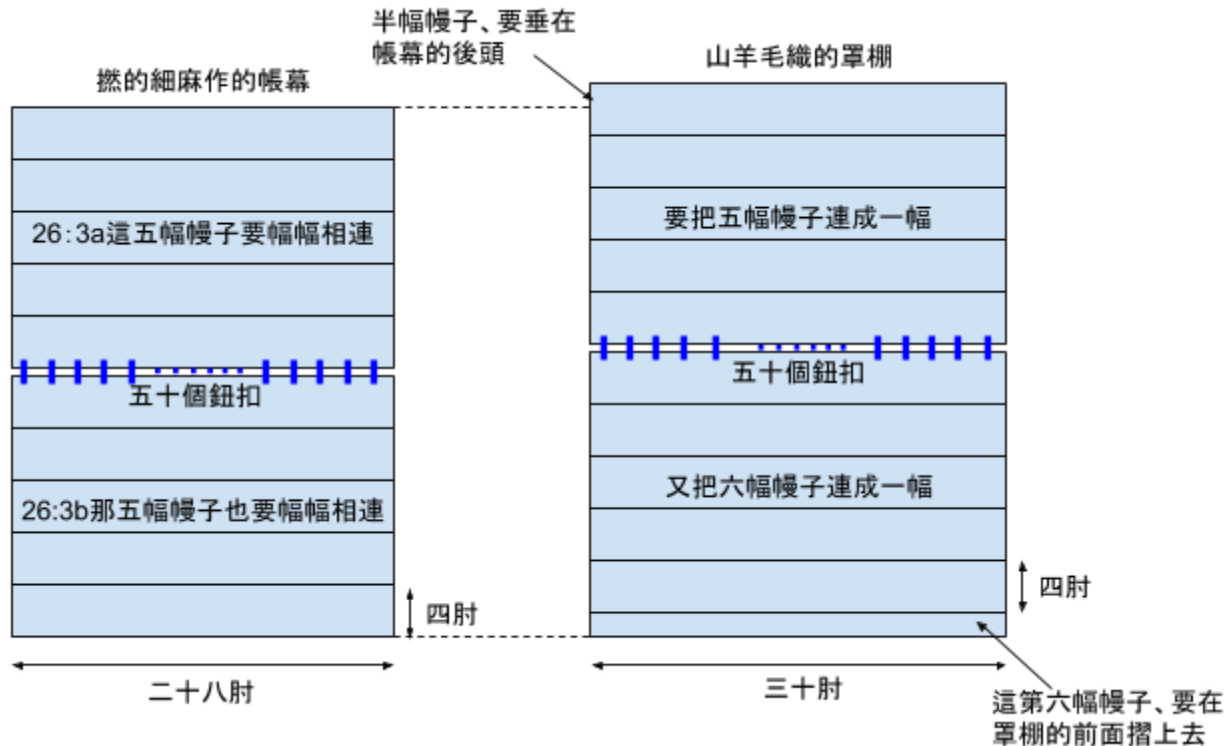 半幅幔子、要垂在
帳幕的後頭
撚的細麻作的帳幕
山羊毛織的罩棚
26:3a這五幅幔子要幅幅相連
要把五幅幔子連成一幅
五十個鈕扣
五十個鈕扣
26:3b那五幅幔子也要幅幅相連
又把六幅幔子連成一幅
四肘
四肘
二十八肘
三十肘
這第六幅幔子、要在
罩棚的前面摺上去